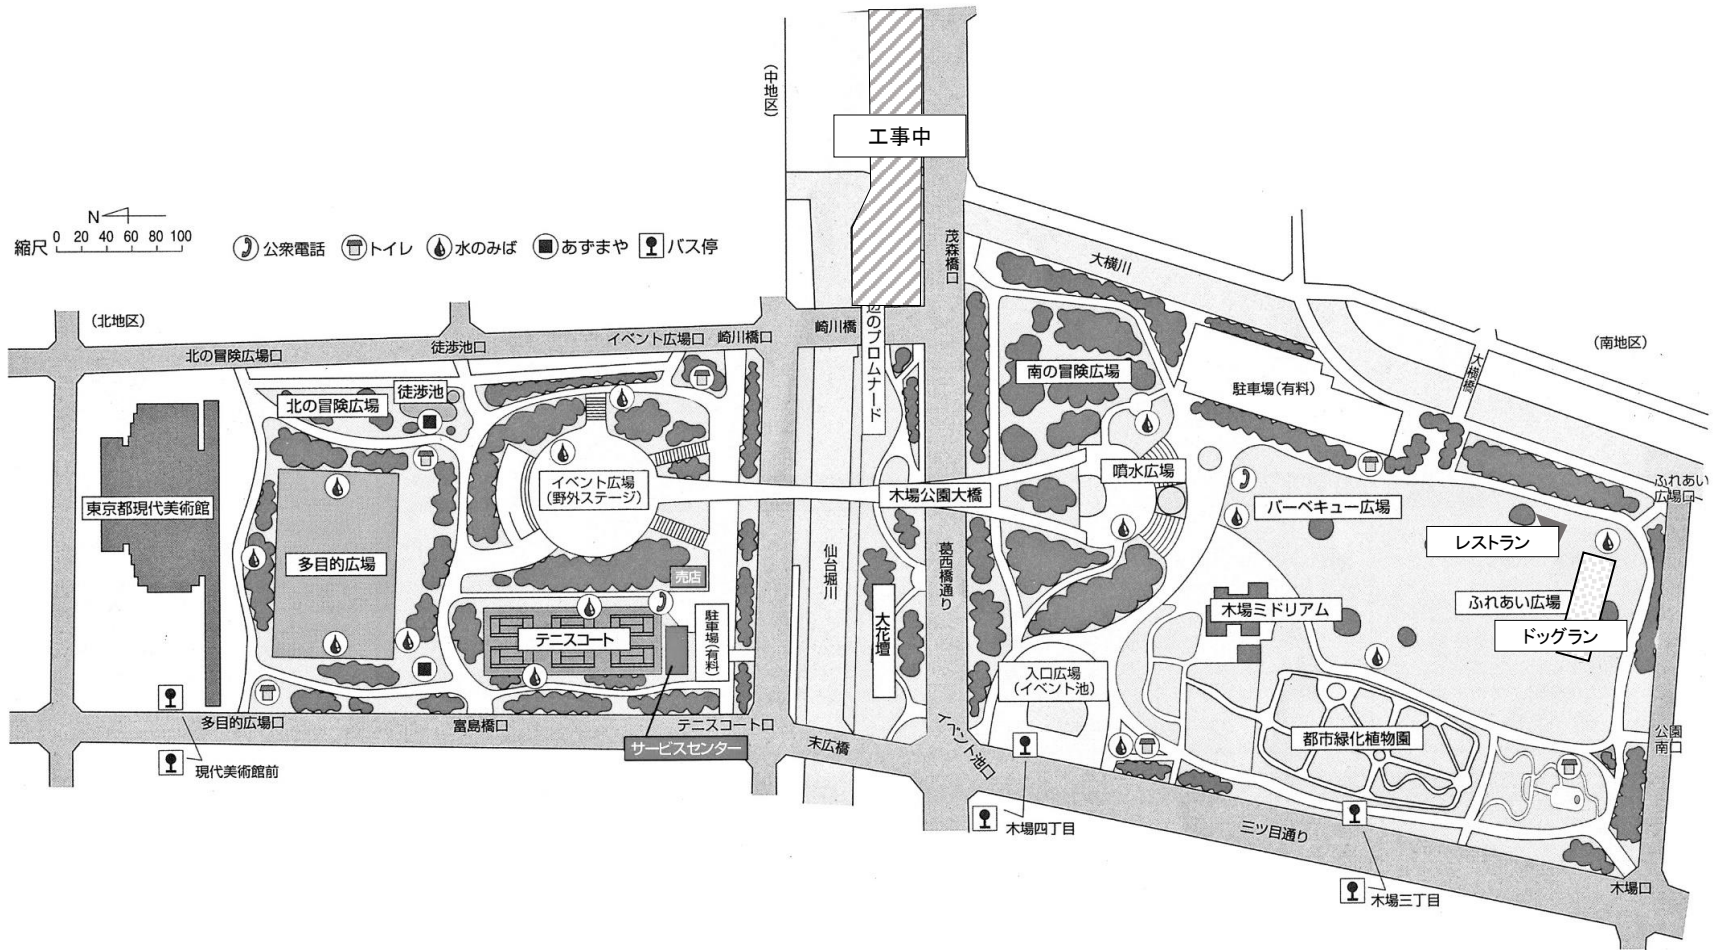 (中地区)
工事中
N
縮尺 0 20 40 60 80 100
公衆電話
トイレ
水のみば
あずまや
バス停
(北地区)
北の冒険広場口
徒渉池口
イベント広場口
崎川橋口
崎川橋
辺のプロムナード
茂森橋口
大横川
(南地区)
大横橋
北の冒険広場
徒渉池
南の冒険広場
駐車場(有料)
東京都現代美術館
イベント広場
(野外ステージ)
木場公園大橋
噴水広場
バーベキュー広場
ふれあい
広場口
レストラン
多目的広場
売店
仙台堀川
葛西橋通り
木場ミドリアム
ふれあい広場
ドッグラン
テニスコート
駐車場(有料)
大花壇
入口広場
(イベント池)
多目的広場口
富島橋口
テニスコート口
サービスセンター
末広橋
イベント池口
都市緑化植物園
公園
南口
現代美術館前
木場四丁目
三ツ目通り
木場三丁目
木場口